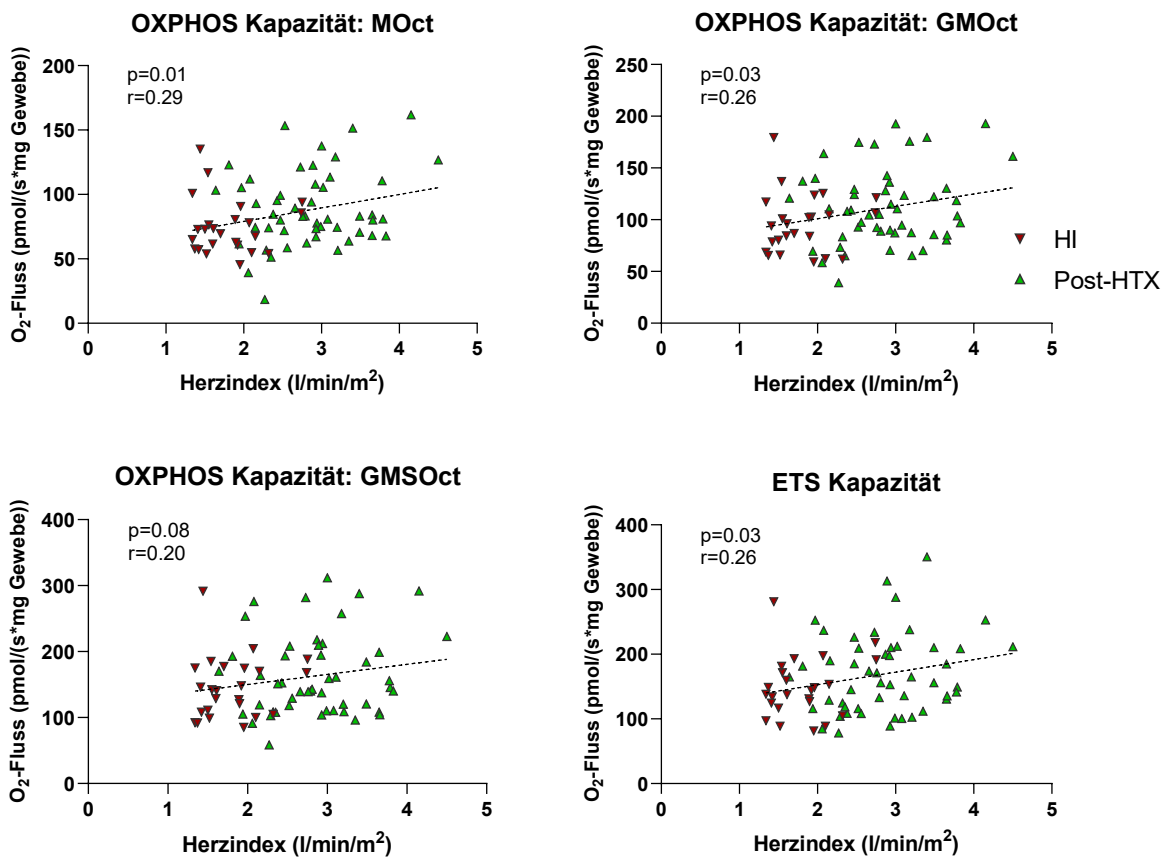 OXPHOS Kapazität: MOct
O₂-Fluss (pmol/(s*mg Gewebe))
200
150
100
50
0
p=0.01
r=0.29
0 1 2 3 4 5
Herzindex (l/min/m²)
OXPHOS Kapazität: GMOct
O₂-Fluss (pmol/(s*mg Gewebe))
250
200
150
100
50
0
p=0.03
r=0.26
0 1 2 3 4 5
Herzindex (l/min/m²)
HI
Post-HTX
OXPHOS Kapazität: GMSOct
O₂-Fluss (pmol/(s*mg Gewebe))
400
300
200
100
0
p=0.08
r=0.20
0 1 2 3 4 5
Herzindex (l/min/m²)
ETS Kapazität
O₂-Fluss (pmol/(s*mg Gewebe))
400
300
200
100
0
p=0.03
r=0.26
0 1 2 3 4 5
Herzindex (l/min/m²)